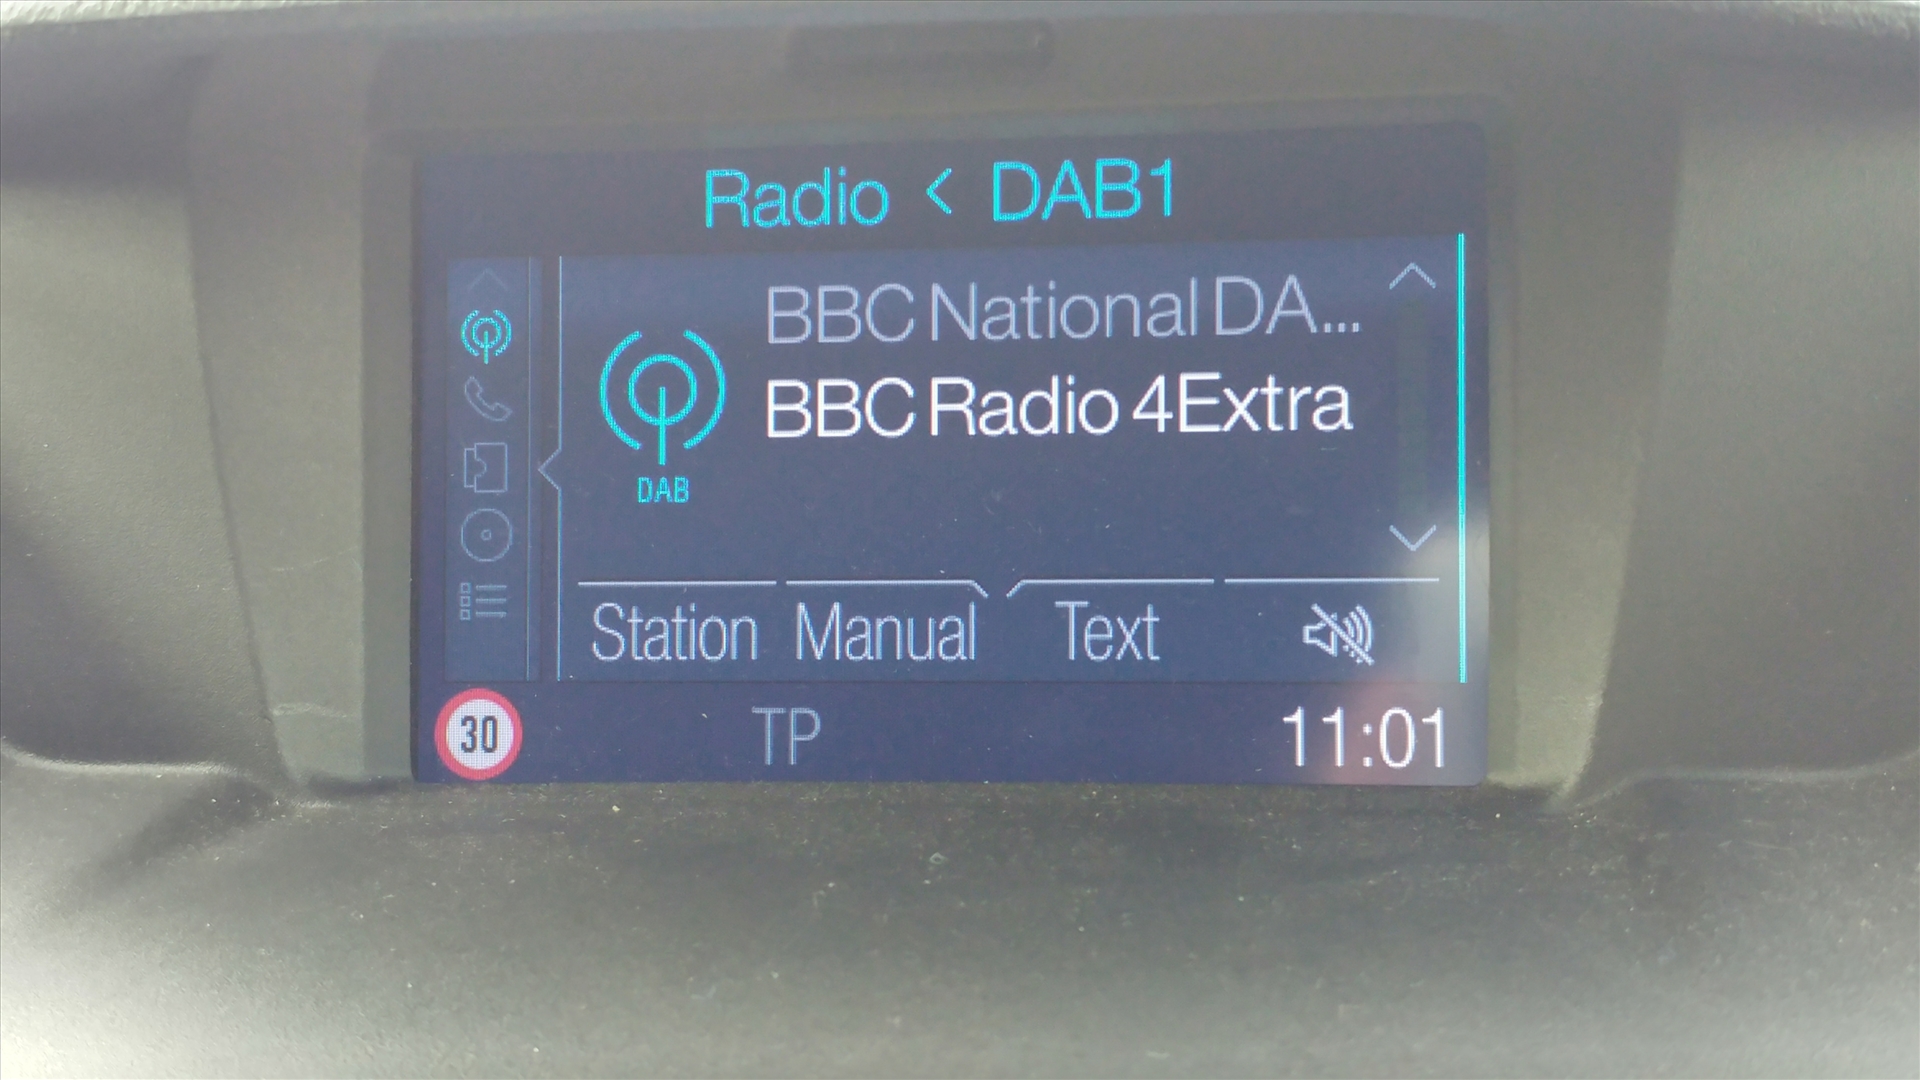 Radio < DAB1
BBC National DA...
BBC Radio 4Extra
DAB
Station Manual Text
30 TP 11:01